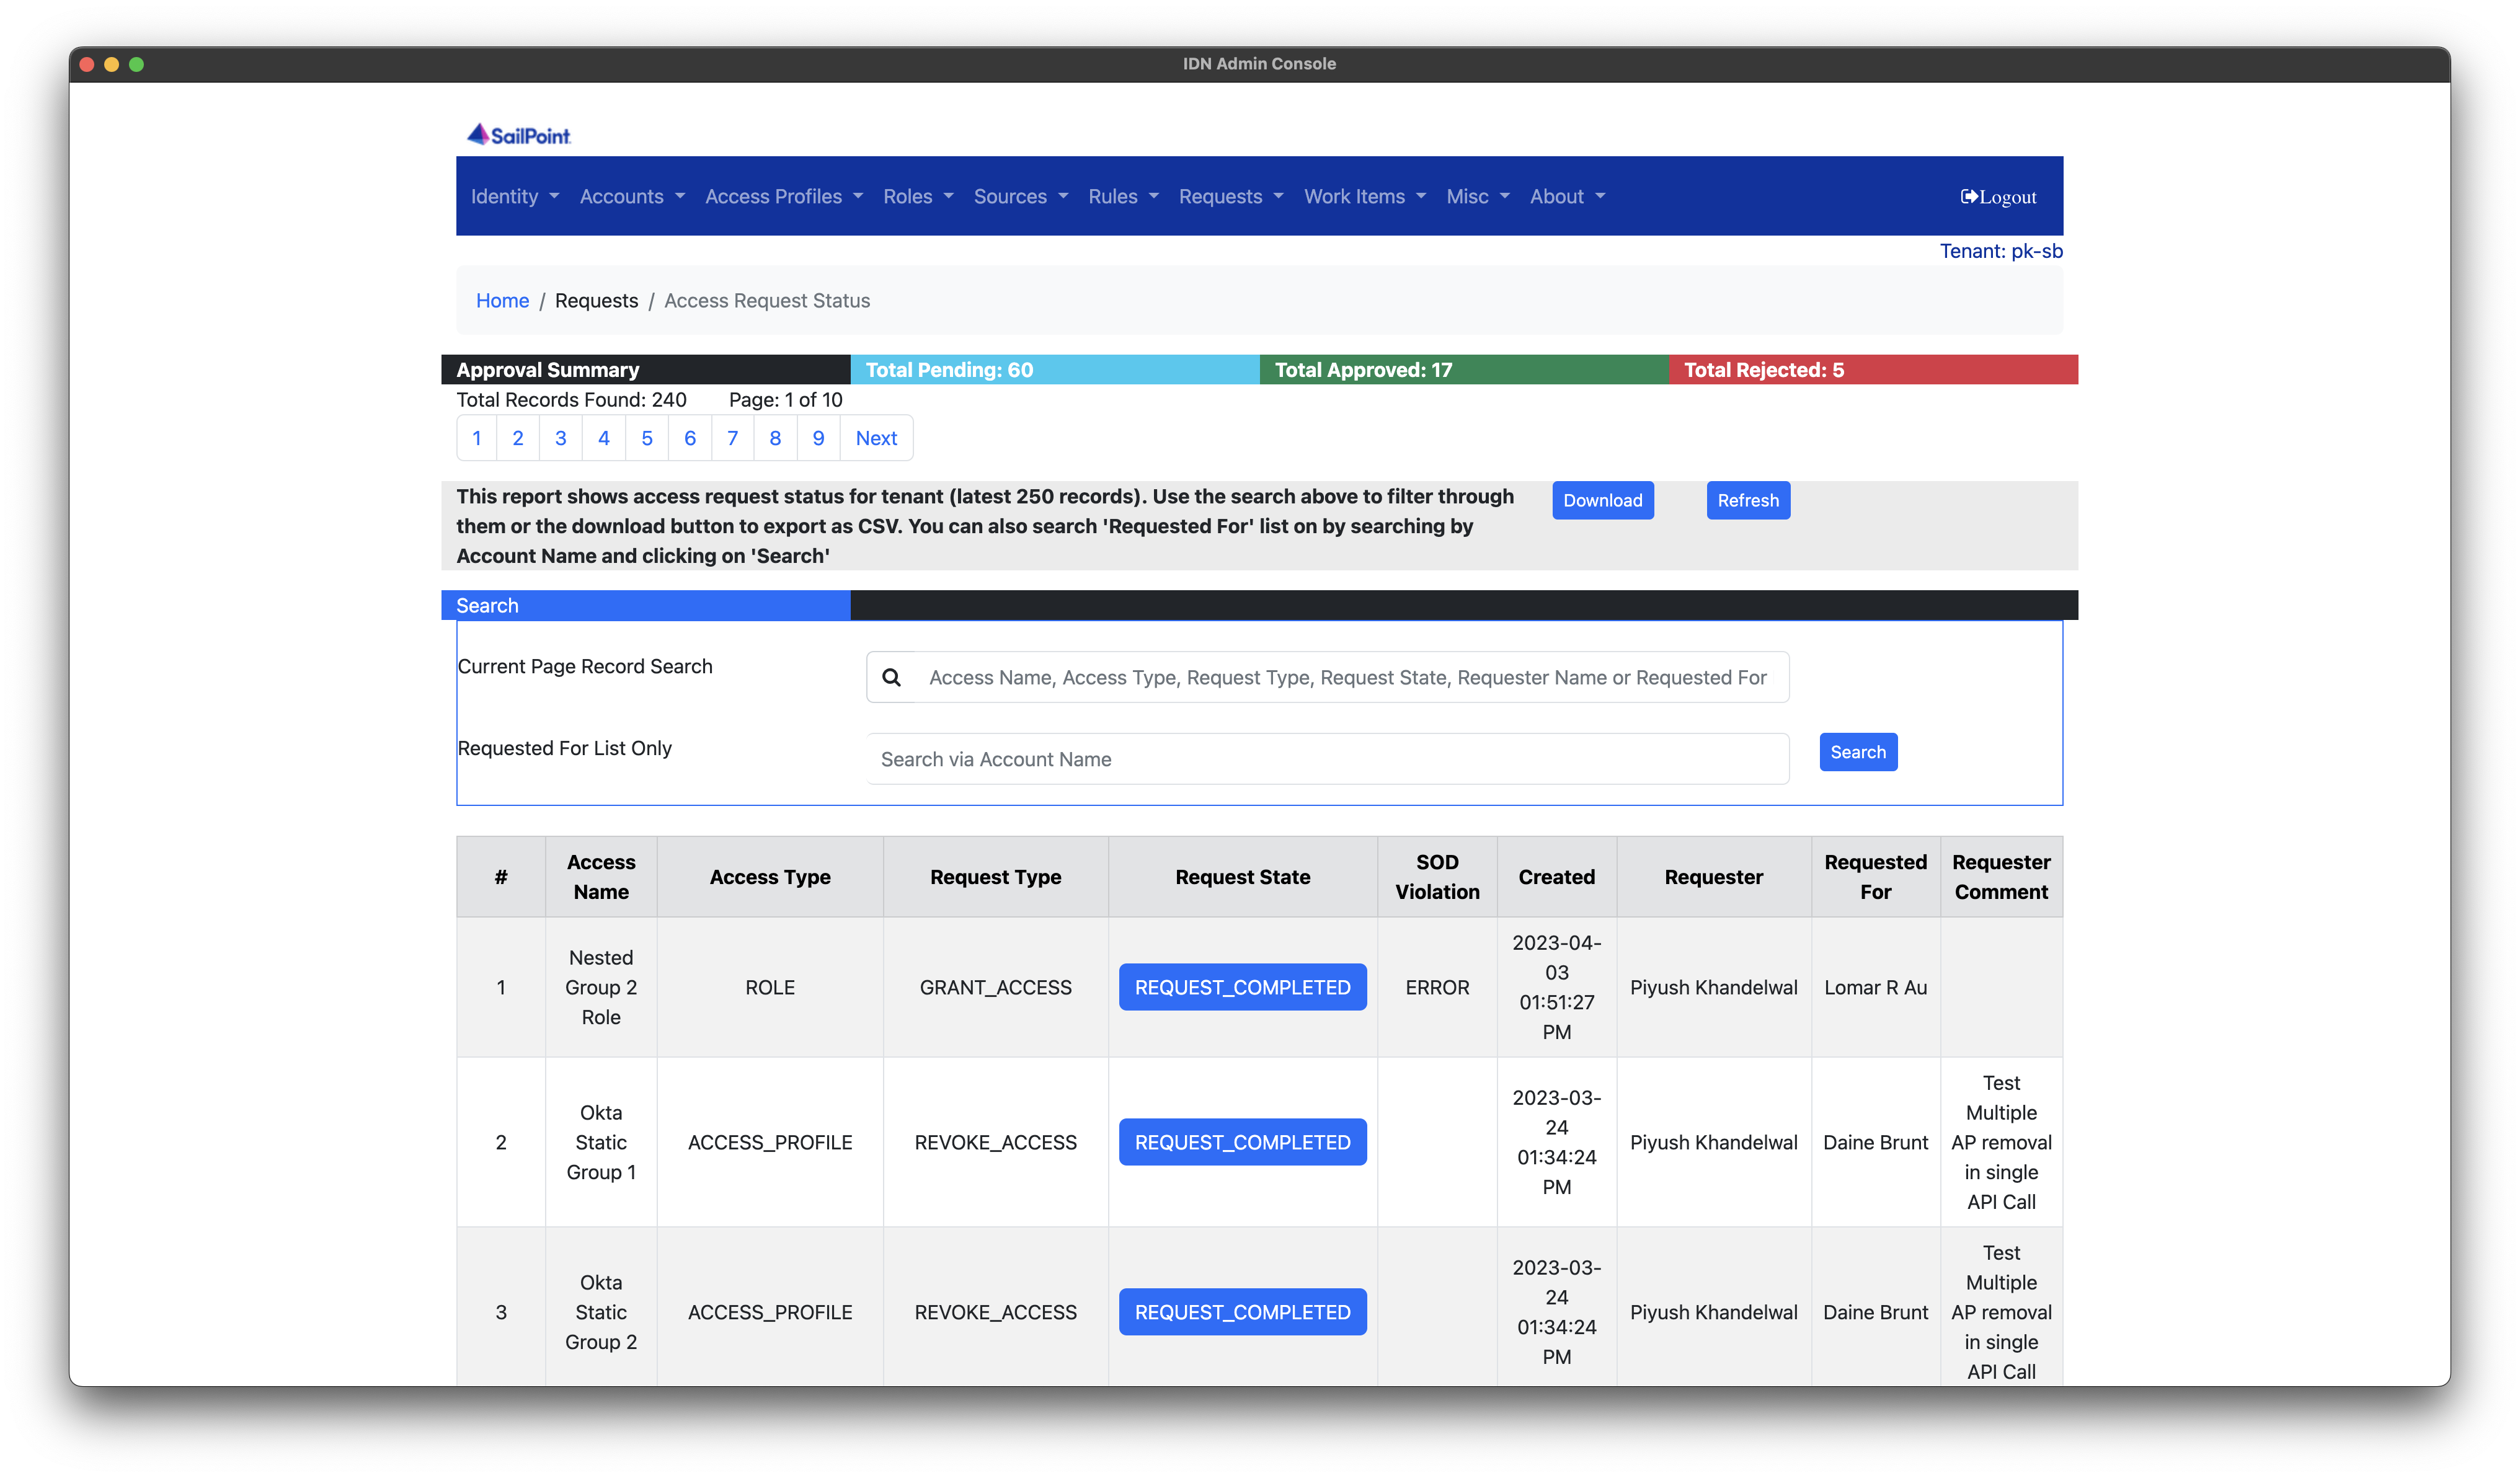 IDN Admin Console
SailPoint
Identity Accounts Access Profiles Roles Sources Rules Requests Work Items Misc About Logout
Tenant: pk-sb
Home / Requests / Access Request Status
Approval Summary Total Pending: 60 Total Approved: 17 Total Rejected: 5
Total Records Found: 240 Page: 1 of 10
1 2 3 4 5 6 7 8 9 Next
This report shows access request status for tenant (latest 250 records). Use the search above to filter through
them or the download button to export as CSV. You can also search 'Requested For' list on by searching by
Account Name and clicking on 'Search'
Download Refresh
Search
Current Page Record Search
Access Name, Access Type, Request Type, Request State, Requester Name or Requested For
Requested For List Only
Search via Account Name
Search
#
Access
Name
Access Type
Request Type
Request State
SOD
Violation
Created
Requester
Requested
For
Requester
Comment
1
Nested
Group 2
Role
ROLE
GRANT_ACCESS
REQUEST_COMPLETED
ERROR
2023-04-
03
01:51:27
PM
Piyush Khandelwal
Lomar R Au
2
Okta
Static
Group 1
ACCESS_PROFILE
REVOKE_ACCESS
REQUEST_COMPLETED
2023-03-
24
01:34:24
PM
Piyush Khandelwal
Daine Brunt
Test
Multiple
AP removal
in single
API Call
3
Okta
Static
Group 2
ACCESS_PROFILE
REVOKE_ACCESS
REQUEST_COMPLETED
2023-03-
24
01:34:24
PM
Piyush Khandelwal
Daine Brunt
Test
Multiple
AP removal
in single
API Call